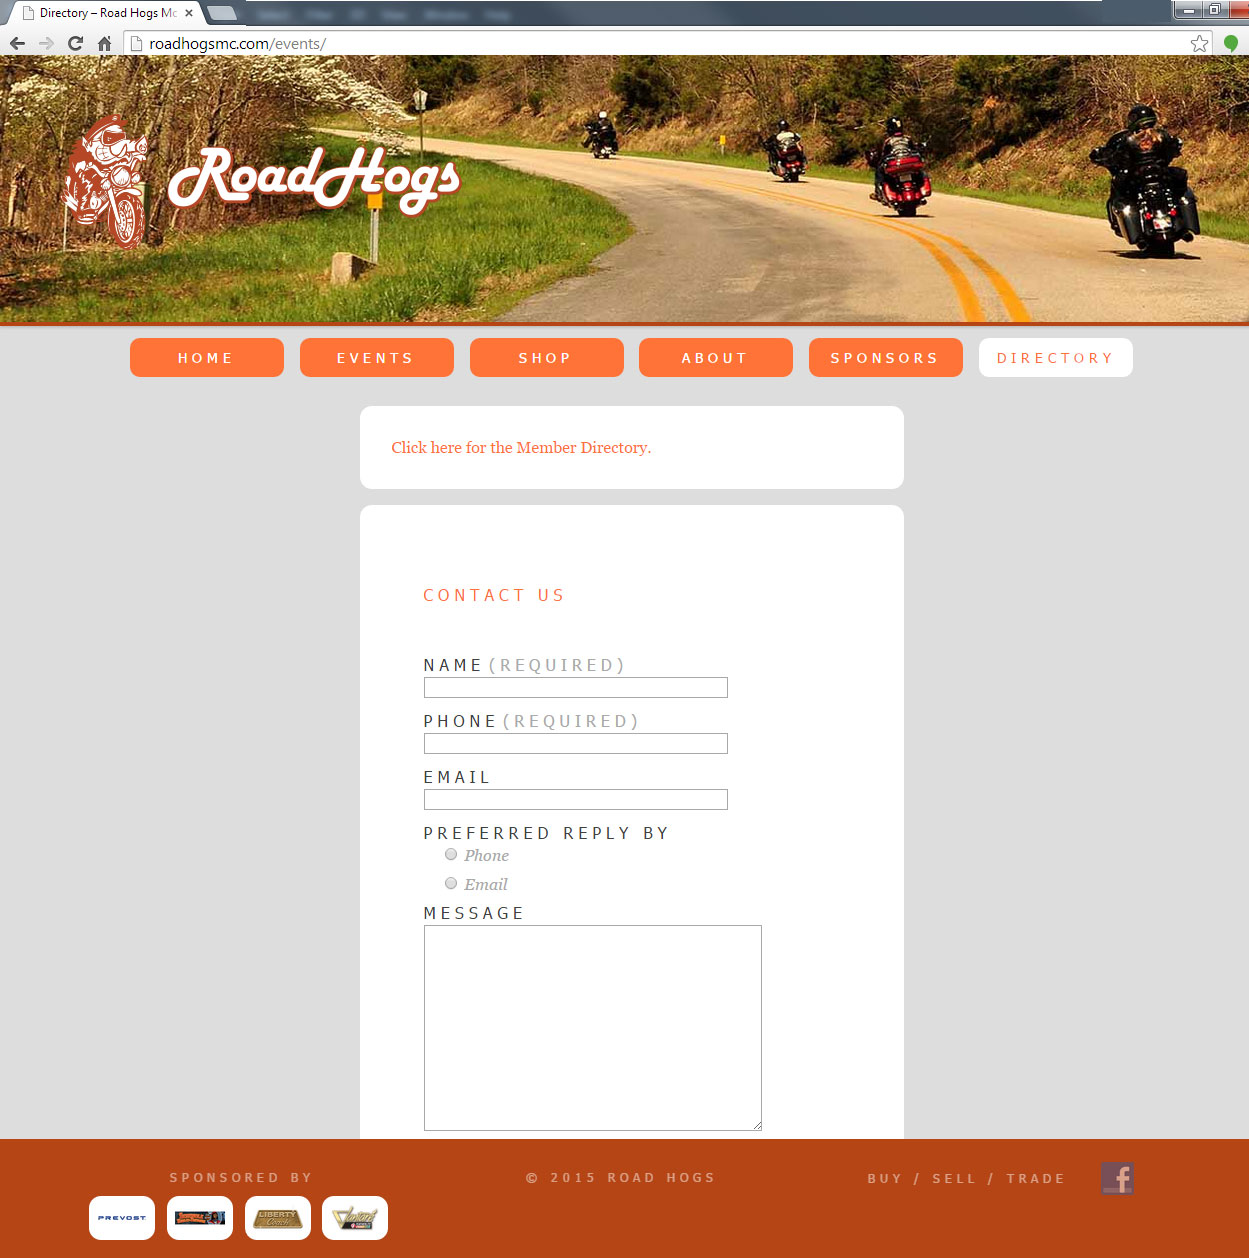 Directory – Road Hogs Mc
roadhogsmc.com/events/
RoadHogs
HOME EVENTS SHOP ABOUT SPONSORS DIRECTORY
Click here for the Member Directory.
CONTACT US
NAME (REQUIRED)
PHONE (REQUIRED)
EMAIL
PREFERRED REPLY BY
Phone
Email
MESSAGE
SPONSORED BY
© 2015 ROAD HOGS
BUY / SELL / TRADE
f
PREVOST
LIBERTY
Coach